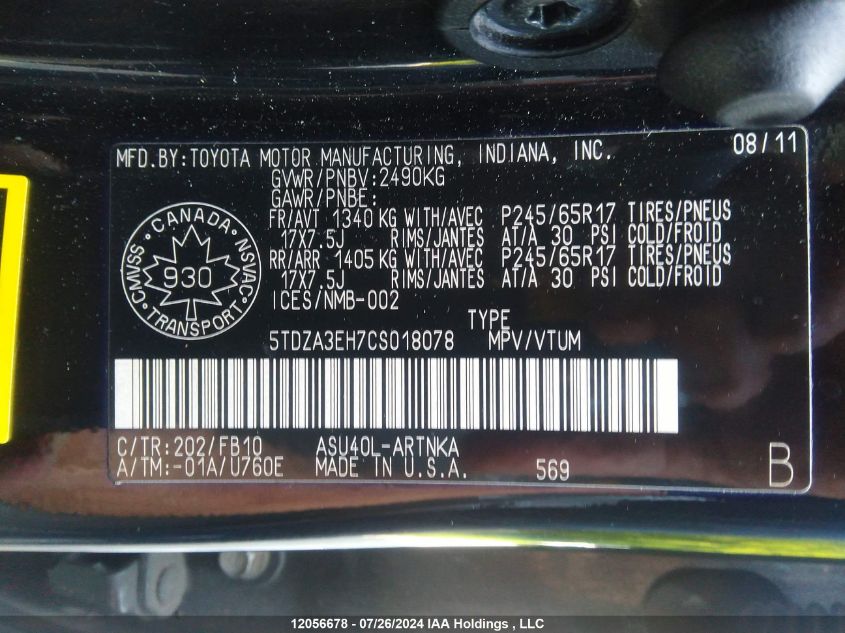 MFD.BY:TOYOTA MOTOR MANUFACTURING, INDIANA, INC. 08/11
GVWR/PNBV:2490KG
GAWR/PNBE:
FR/AVT 1340 KG WITH/AVEC P245/65R17 TIRES/PNEUS
17X7.5J RIMS/JANTES AT/A 30 PSI COLD/FROID
RR/ARR 1405 KG WITH/AVEC P245/65R17 TIRES/PNEUS
17X7.5J RIMS/JANTES AT/A 30 PSI COLD/FROID
ICES/NMB-002
CANADA
CMVSS 930 NSVAC
TRANSPORT
TYPE
5TDZA3EH7CS018078 MPV/VTUM
C/TR:202/FB10 ASU40L-ARTNKA
A/TM:-01A/U760E MADE IN U.S.A. 569 B
12056678 - 07/26/2024 IAA Holdings , LLC